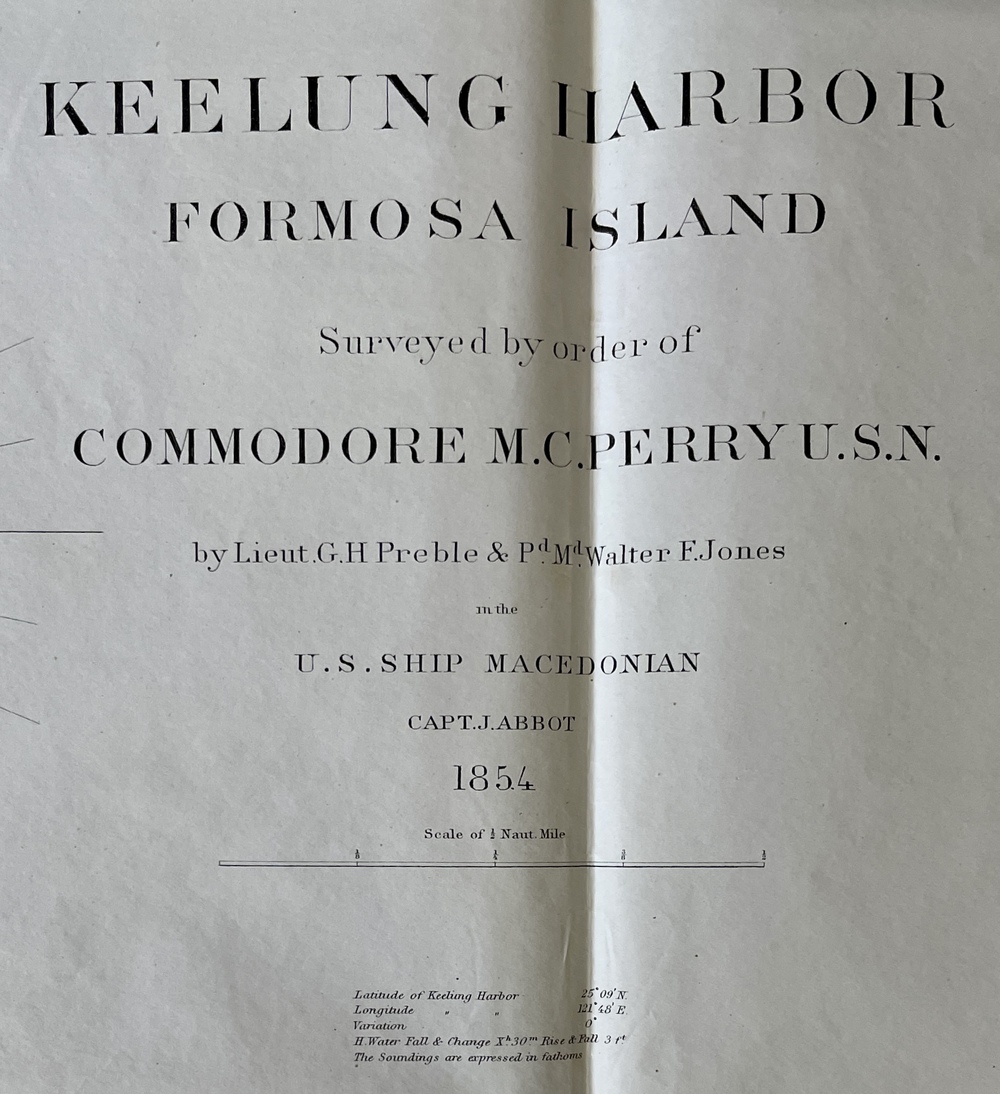 KEELUNG HARBOR
FORMOSA ISLAND
Surveyed by order of
COMMODORE M.C. PERRY U.S.N.
by Lieut. G.H Preble & Pd. Md. Walter F. Jones
in the
U.S. SHIP MACEDONIAN
CAPT. J. ABBOT
1854
Scale of ½ Naut. Mile
⅛ ¼ ⅜ ½
Latitude of Keelung Harbor 25° 09' N.
Longitude " " 121° 48' E.
Variation 0°
H. Water Fall & Change Xh. 30m Rise & Fall 3 ft
The Soundings are expressed in fathoms